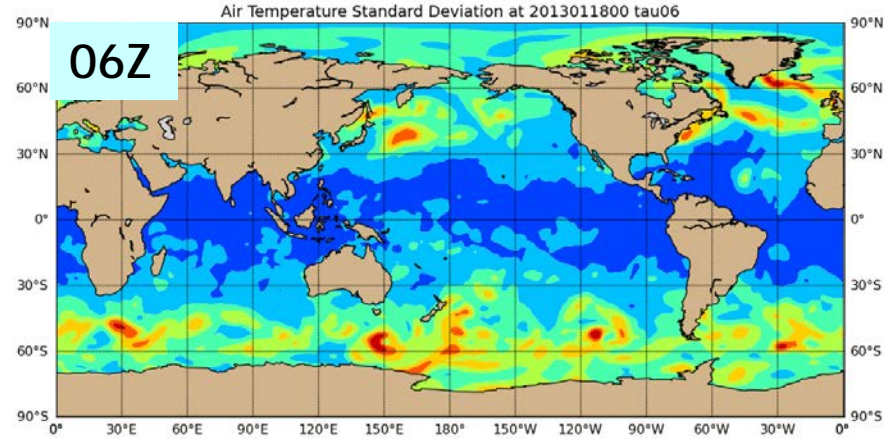 Air Temperature Standard Deviation at 2013011800 tau06
06Z
90°N 90°N
60°N 60°N
30°N 30°N
0° 0°
30°S 30°S
60°S 60°S
90°S 90°S
0° 30°E 60°E 90°E 120°E 150°E 180° 150°W 120°W 90°W 60°W 30°W 0°